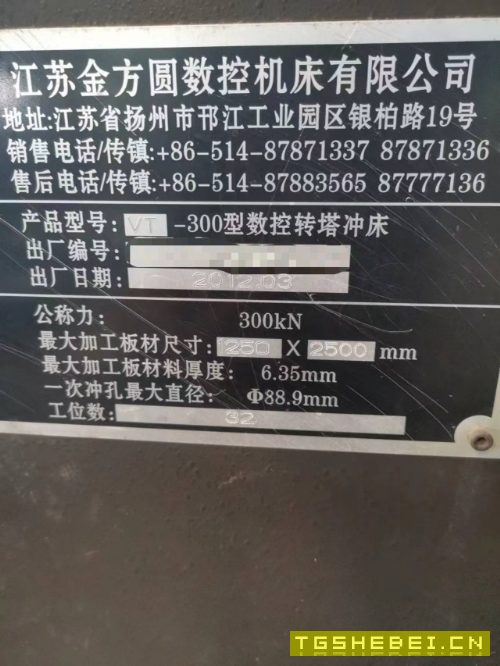 江苏金方圆数控机床有限公司
地址:江苏省扬州市邗江工业园区银柏路19号
销售电话/传镇:+86-514-87871337 87871336
售后电话/传镇:+86-514-87883565 87777136
产品型号: VT -300型数控转塔冲床
出厂编号:
出厂日期: 2012.03
公称力: 300kN
最大加工板材尺寸: 1250 X 2500 mm
最大加工板材料厚度: 6.35mm
一次冲孔最大直径: Φ88.9mm
工位数: 32
TGSHEBEI.CN